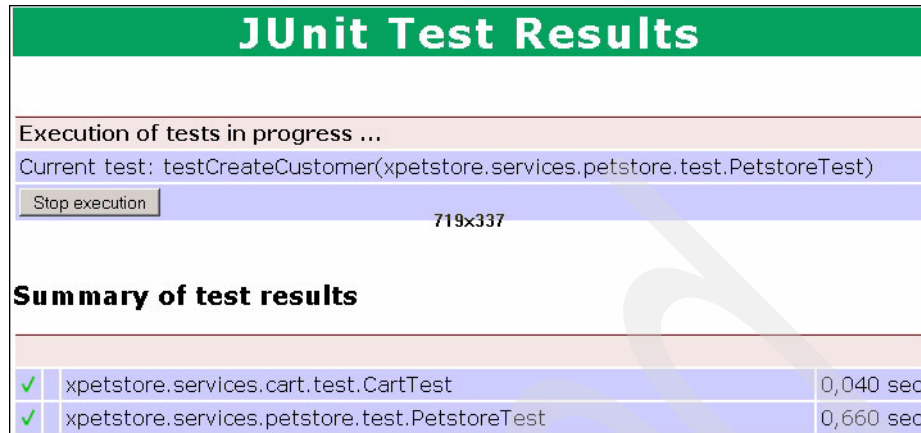 JUnit Test Results
Execution of tests in progress ...
Current test: testCreateCustomer(xpetstore.services.petstore.test.PetstoreTest)
Stop execution
719x337
Summary of test results
✓ xpetstore.services.cart.test.CartTest 0,040 sec
✓ xpetstore.services.petstore.test.PetstoreTest 0,660 sec